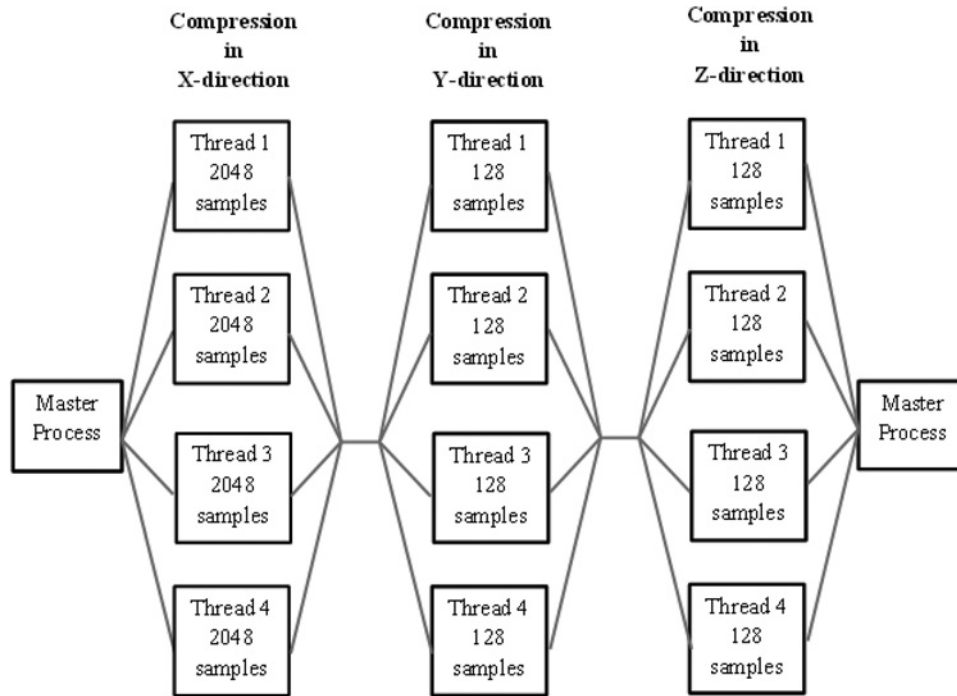 Compression
in
X-direction
Compression
in
Y-direction
Compression
in
Z-direction
Thread 1
2048
samples
Thread 1
128
samples
Thread 1
128
samples
Thread 2
2048
samples
Thread 2
128
samples
Thread 2
128
samples
Master
Process
Thread 3
2048
samples
Thread 3
128
samples
Thread 3
128
samples
Master
Process
Thread 4
2048
samples
Thread 4
128
samples
Thread 4
128
samples